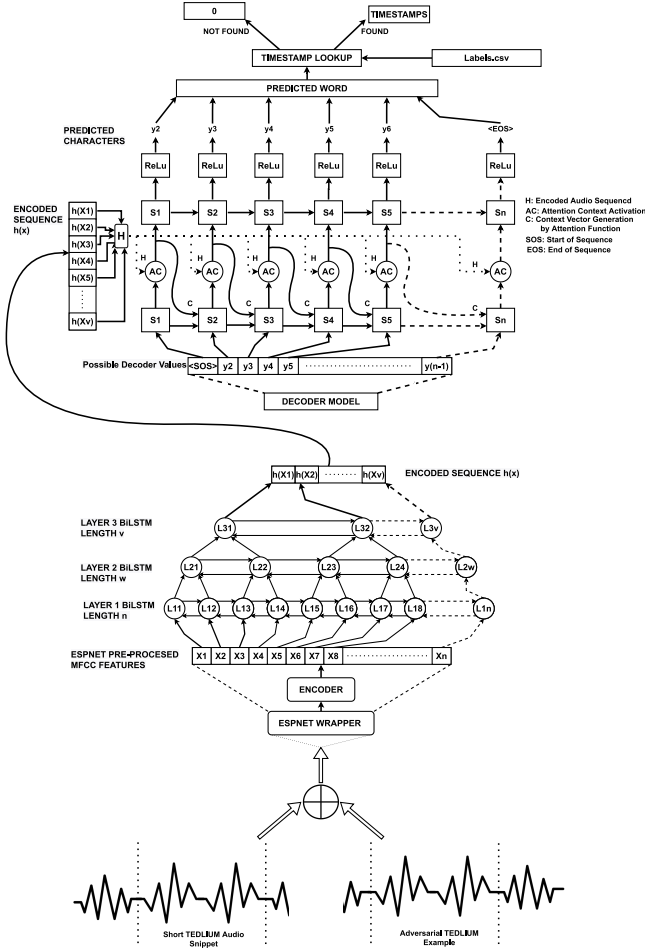 0
TIMESTAMPS
NOT FOUND
FOUND
TIMESTAMP LOOKUP
Labels.csv
PREDICTED WORD
PREDICTED
CHARACTERS
y2 y3 y4 y5 y6 <EOS>
ReLu ReLu ReLu ReLu ReLu ReLu
ENCODED
SEQUENCE
h(x)
h(X1)
h(X2)
h(X3)
h(X4)
h(X5)
h(Xv)
H
S1 S2 S3 S4 S5 Sn
H: Encoded Audio Sequencd
AC: Attention Context Activation
C: Context Vector Generation
by Attention Function
SOS: Start of Sequence
EOS: End of Sequence
H H H H H H
AC AC AC AC AC AC
C C C C C
S1 S2 S3 S4 S5 Sn
Possible Decoder Values <SOS> y2 y3 y4 y5 y(n-1)
DECODER MODEL
h(X1) h(X2) h(Xv)
ENCODED SEQUENCE h(x)
LAYER 3 BiLSTM
LENGTH v
L31 L32 L3v
LAYER 2 BiLSTM
LENGTH w
L21 L22 L23 L24 L2w
LAYER 1 BiLSTM
LENGTH n
L11 L12 L13 L14 L15 L16 L17 L18 L1n
ESPNET PRE-PROCESED
MFCC FEATURES
X1 X2 X3 X4 X5 X6 X7 X8 Xn
ENCODER
ESPNET WRAPPER
Short TEDLIUM Audio
Snippet
Adversarial TEDLIUM
Example